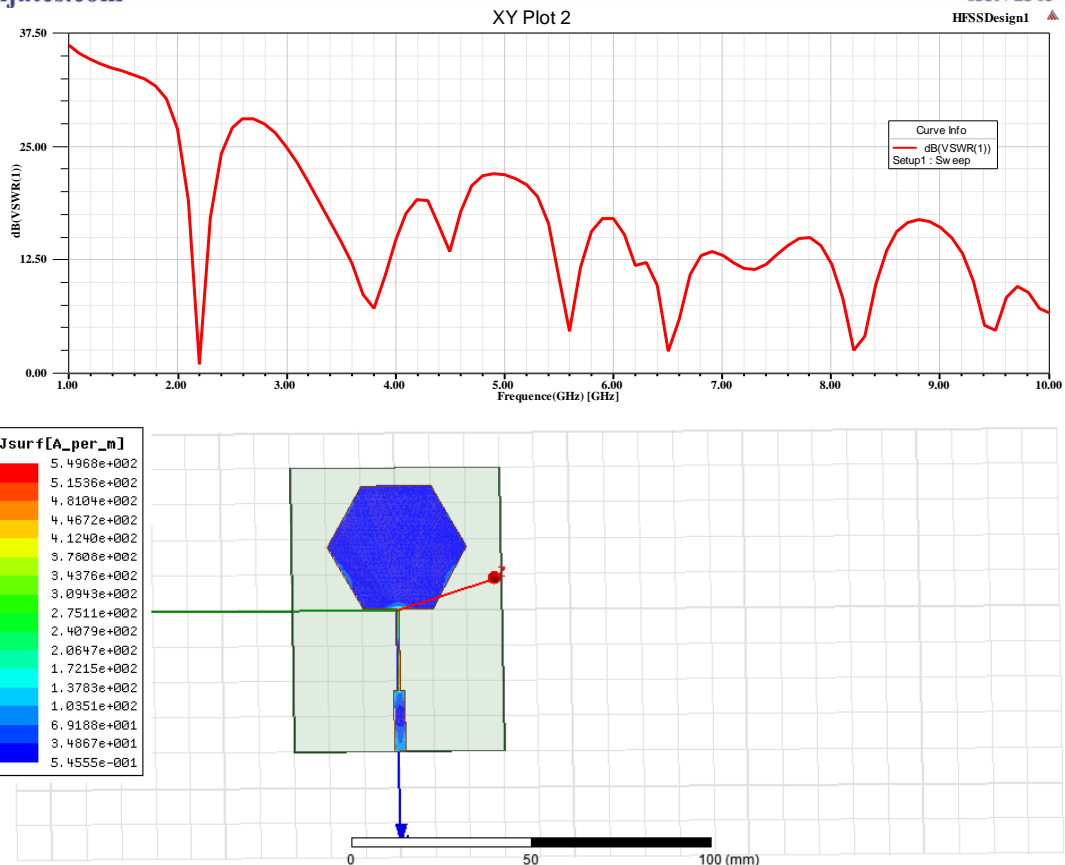 XY Plot 2
HFSSDesign1
37.50
25.00
12.50
0.00
dB(VSWR(1))
Curve Info
dB(VSWR(1))
Setup1 : Sweep
1.00 2.00 3.00 4.00 5.00 6.00 7.00 8.00 9.00 10.00
Frequence(GHz) [GHz]
Jsurf[A_per_m]
5.4968e+002
5.1536e+002
4.8104e+002
4.4672e+002
4.1240e+002
3.7808e+002
3.4376e+002
3.0943e+002
2.7511e+002
2.4079e+002
2.0647e+002
1.7215e+002
1.3783e+002
1.0351e+002
6.9188e+001
3.4867e+001
5.4555e-001
0 50 100 (mm)